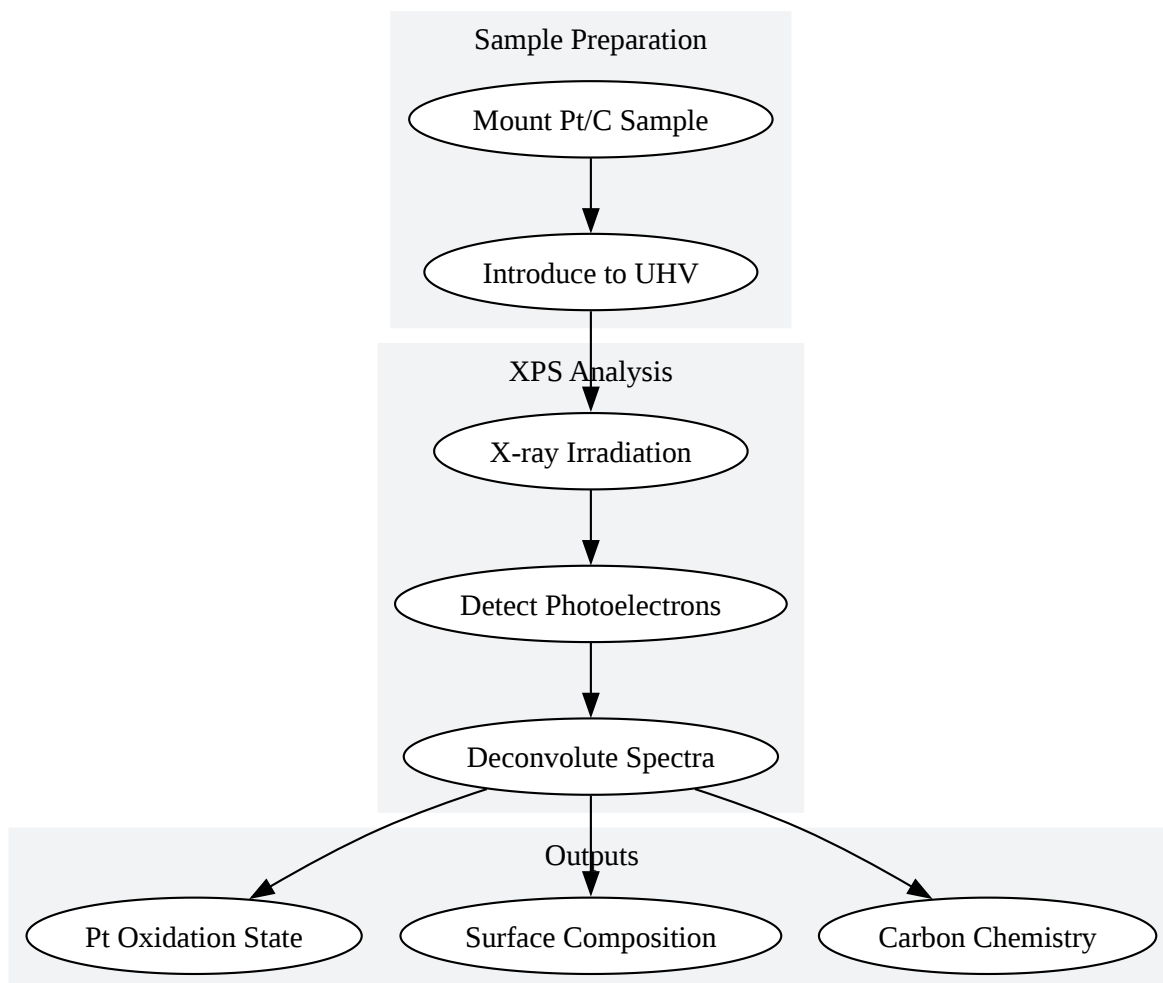 Sample Preparation
Mount Pt/C Sample
Introduce to UHV
XPS Analysis
X-ray Irradiation
Detect Photoelectrons
Deconvolute Spectra
Outputs
Pt Oxidation State
Surface Composition
Carbon Chemistry